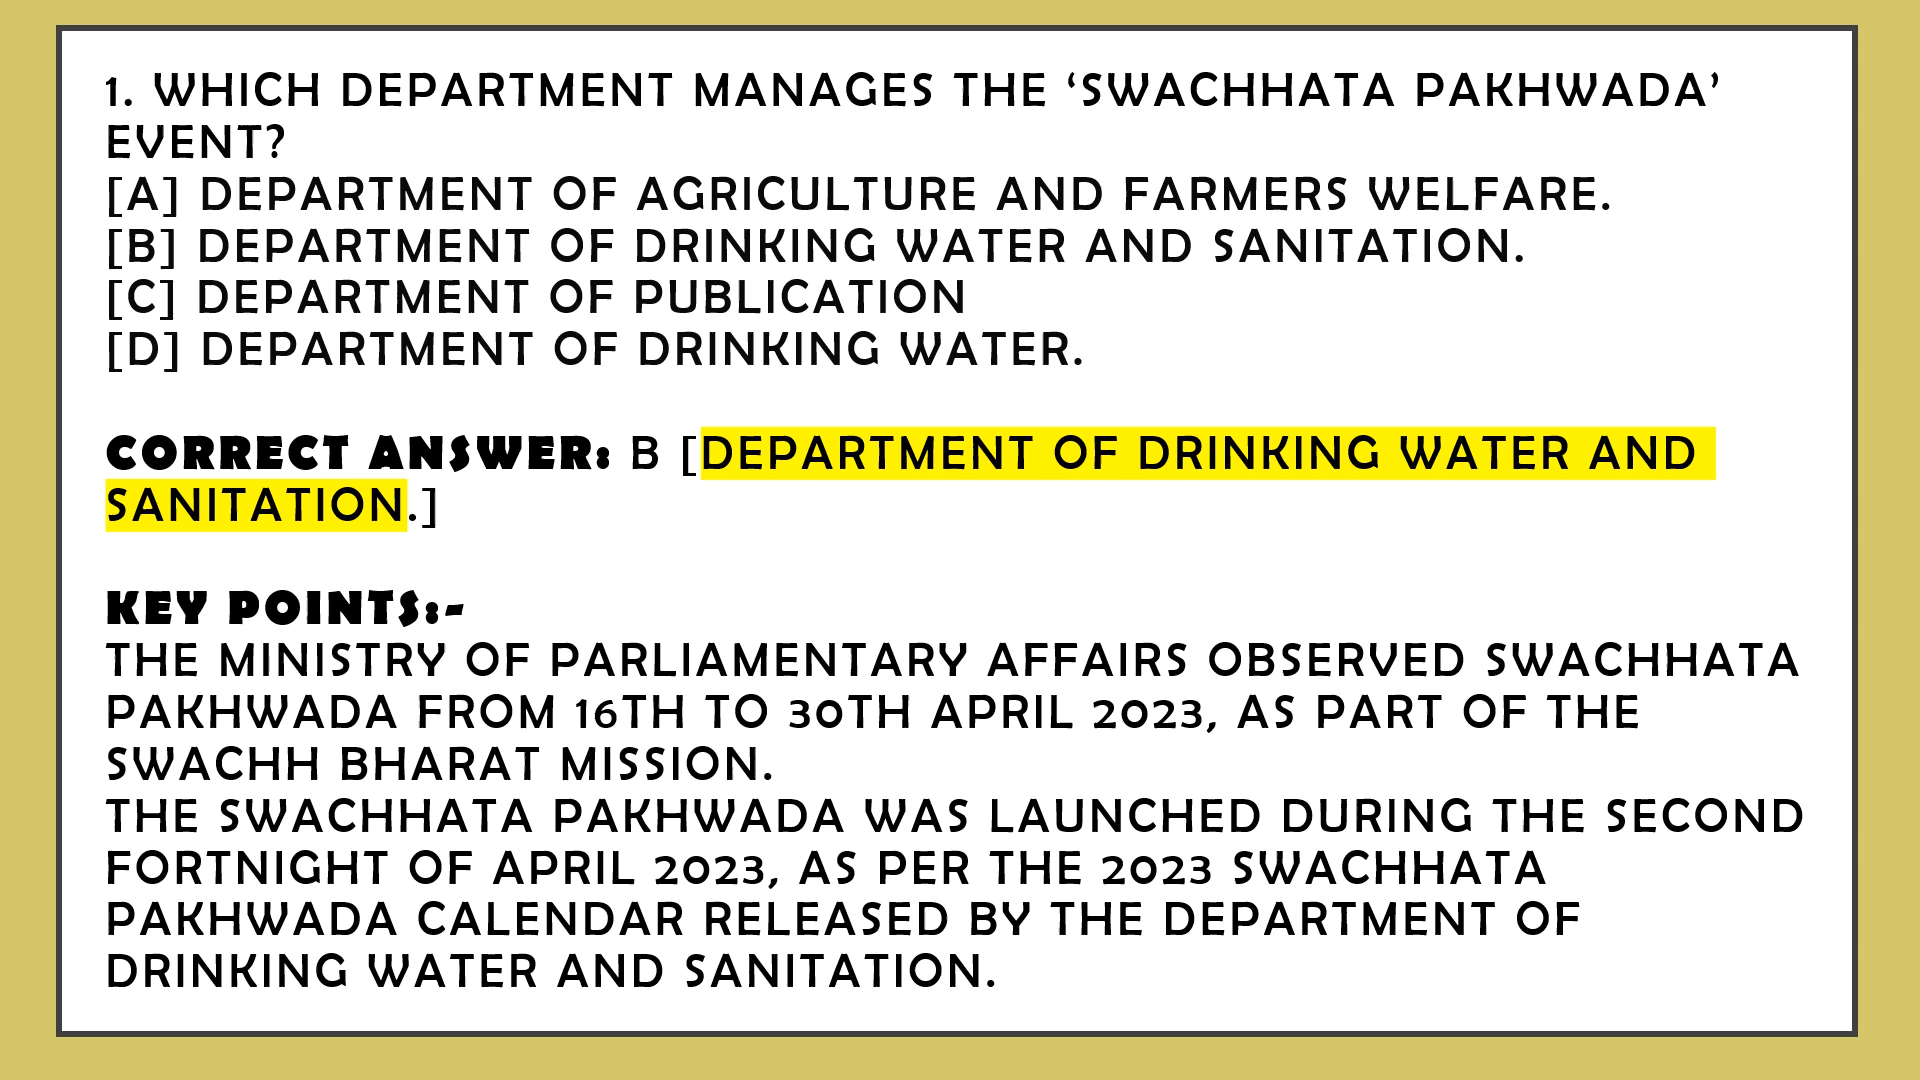 1. WHICH DEPARTMENT MANAGES THE ‘SWACHHATA PAKHWADA’
EVENT?
[A] DEPARTMENT OF AGRICULTURE AND FARMERS WELFARE.
[B] DEPARTMENT OF DRINKING WATER AND SANITATION.
[C] DEPARTMENT OF PUBLICATION
[D] DEPARTMENT OF DRINKING WATER.
CORRECT ANSWER: B [DEPARTMENT OF DRINKING WATER AND
SANITATION.]
KEY POINTS:-
THE MINISTRY OF PARLIAMENTARY AFFAIRS OBSERVED SWACHHATA
PAKHWADA FROM 16TH TO 30TH APRIL 2023, AS PART OF THE
SWACHH BHARAT MISSION.
THE SWACHHATA PAKHWADA WAS LAUNCHED DURING THE SECOND
FORTNIGHT OF APRIL 2023, AS PER THE 2023 SWACHHATA
PAKHWADA CALENDAR RELEASED BY THE DEPARTMENT OF
DRINKING WATER AND SANITATION.